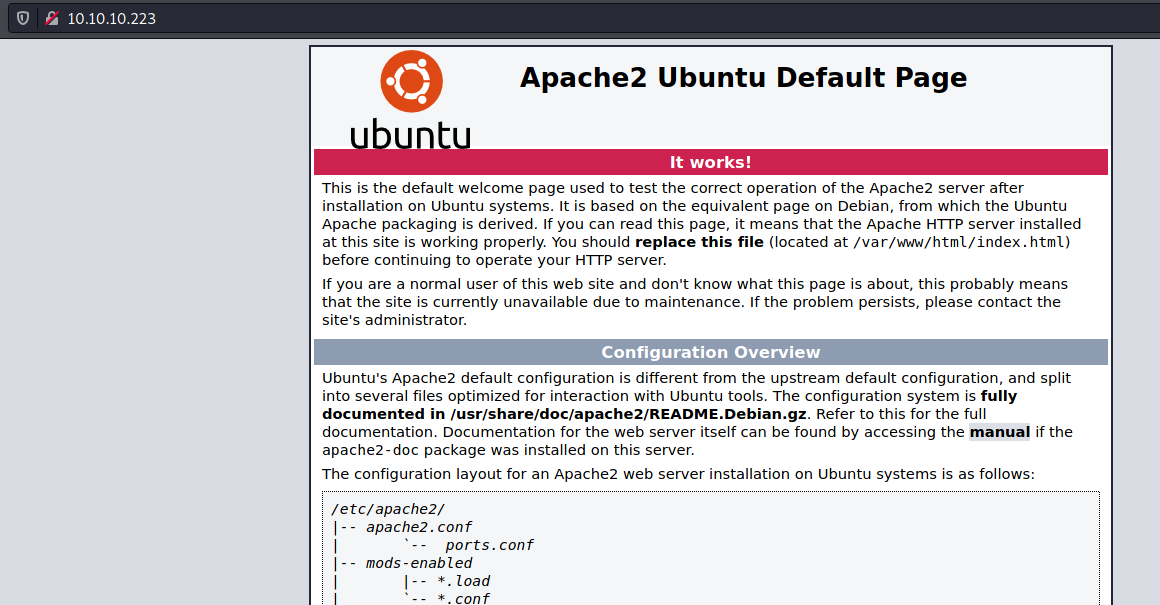 10.10.10.223
Apache2 Ubuntu Default Page
ubuntu
It works!
This is the default welcome page used to test the correct operation of the Apache2 server after
installation on Ubuntu systems. It is based on the equivalent page on Debian, from which the Ubuntu
Apache packaging is derived. If you can read this page, it means that the Apache HTTP server installed
at this site is working properly. You should replace this file (located at /var/www/html/index.html)
before continuing to operate your HTTP server.
If you are a normal user of this web site and don't know what this page is about, this probably means
that the site is currently unavailable due to maintenance. If the problem persists, please contact the
site's administrator.
Configuration Overview
Ubuntu's Apache2 default configuration is different from the upstream default configuration, and split
into several files optimized for interaction with Ubuntu tools. The configuration system is fully
documented in /usr/share/doc/apache2/README.Debian.gz. Refer to this for the full
documentation. Documentation for the web server itself can be found by accessing the manual if the
apache2-doc package was installed on this server.
The configuration layout for an Apache2 web server installation on Ubuntu systems is as follows:
/etc/apache2/
|-- apache2.conf
|       `--  ports.conf
|-- mods-enabled
|       |-- *.load
|       `-- *.conf